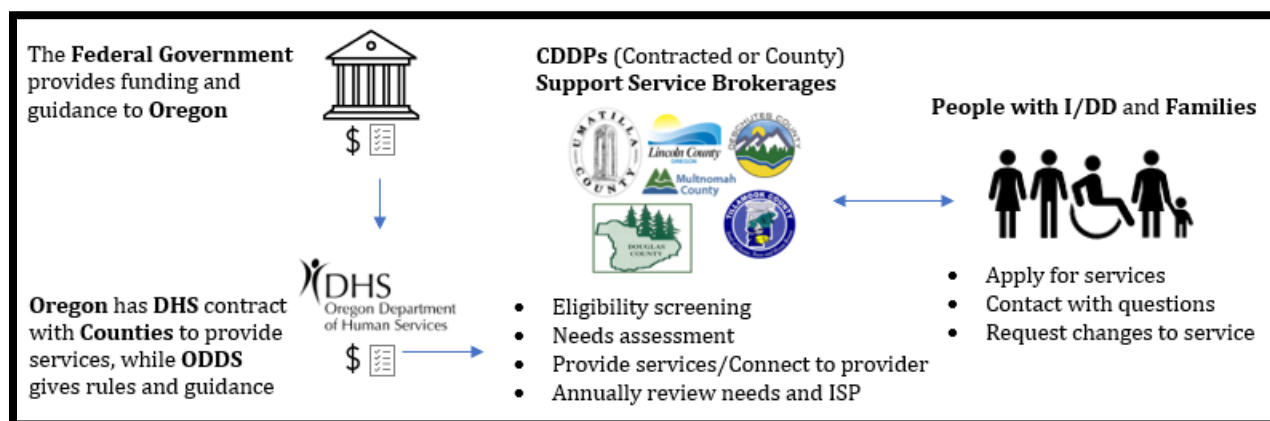 The Federal Government
provides funding and
guidance to Oregon
$
Oregon has DHS contract
with Counties to provide
services, while ODDS
gives rules and guidance
DHS
Oregon Department
of Human Services
$
CDDPs (Contracted or County)
Support Service Brokerages
UMATILLA
COUNTY
Lincoln County
OREGON
DESCHUTES COUNTY
Multnomah
County
DOUGLAS
COUNTY
TILLAMOOK COUNTY
• Eligibility screening
• Needs assessment
• Provide services/Connect to provider
• Annually review needs and ISP
People with I/DD and Families
• Apply for services
• Contact with questions
• Request changes to service